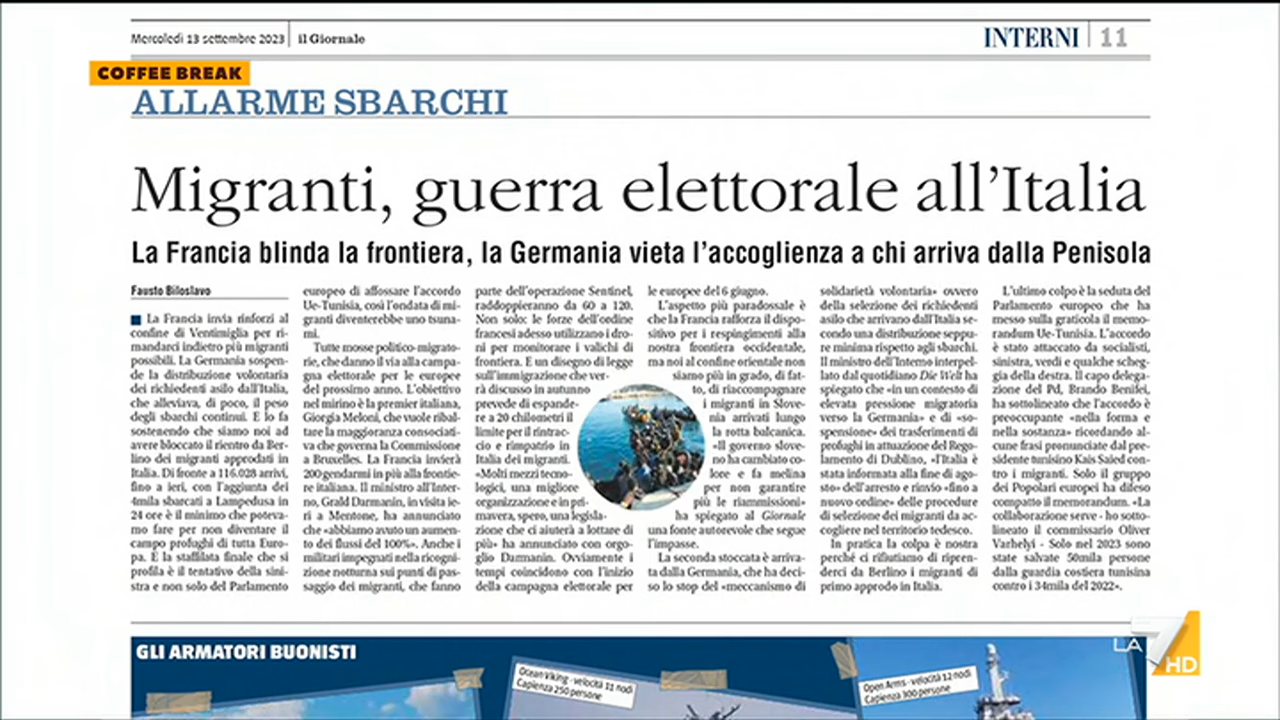 Mercoledì 13 settembre 2023 il Giornale
INTERNI 11
COFFEE BREAK
ALLARME SBARCHI
Migranti, guerra elettorale all'Italia
La Francia blinda la frontiera, la Germania vieta l'accoglienza a chi arriva dalla Penisola
Fausto Biloslavo
La Francia invia rinforzi al
confine di Ventimiglia per ri-
mandarci indietro più migranti
possibili. La Germania sospen-
de la distribuzione volontaria
dei richiedenti asilo dall'Italia,
che alleviava, di poco, il peso
degli sbarchi continui. E lo fa
sostenendo che siamo noi ad
avere bloccato il rientro da Ber-
lino dei migranti approdati in
Italia. Di fronte a 116.028 arrivi,
fino a ieri, con l'aggiunta dei
4mila sbarcati a Lampedusa in
24 ore è il minimo che poteva-
mo fare per non diventare il
campo profughi di tutta Euro-
pa. E la staffilata finale che si
profila è il tentativo della sini-
stra e non solo del Parlamento
europeo di affossare l'accordo
Ue-Tunisia, così l'ondata di mi-
granti diventerebbe uno tsuna-
mi.
Tutte mosse politico-migrato-
rie, che danno il via alla campa-
gna elettorale per le europee
del prossimo anno. L'obiettivo
nel mirino è la premier italiana,
Giorgia Meloni, che vuole ribal-
tare la maggioranza consociati-
va che governa la Commissione
a Bruxelles. La Francia invierà
200 gendarmi in più alla frontie-
re italiana. Il ministro all'Inter-
no, Grald Darmanin, in visita ie-
ri a Mentone, ha annunciato
che «abbiamo avuto un aumen-
to dei flussi del 100%». Anche i
militari impegnati nella ricogni-
zione notturna sui punti di pas-
saggio dei migranti, che fanno
parte dell'operazione Sentinel,
raddoppieranno da 60 a 120.
Non solo: le forze dell'ordine
francesi adesso utilizzano i dro-
ni per monitorare i valichi di
frontiera. E un disegno di legge
sull'immigrazione che ver-
rà discusso in autunno
prevede di espande-
re a 20 chilometri il
limite per il rintrac-
cio e rimpatrio in
Italia dei migranti.
«Molti mezzi tecno-
logici, una migliore
organizzazione e in pri-
mavera, spero, una legisla-
zione che ci aiuterà a lottare di
più» ha annunciato con orgo-
glio Darmanin. Ovviamente i
tempi coincidono con l'inizio
della campagna elettorale per
le europee del 6 giugno.
L'aspetto più paradossale è
che la Francia rafforza il dispo-
sitivo per i respingimenti alla
nostra frontiera occidentale,
ma noi al confine orientale non
siamo più in grado, di fat-
to, di riaccompagnare
i migranti in Slove-
nia arrivati lungo
la rotta balcanica.
«Il governo slove-
no ha cambiato co-
lore e fa melina
per non garantire
più le riammissioni»
ha spiegato al Giornale
una fonte autorevole che segue
l'impasse.
La seconda stoccata è arriva-
ta dalla Germania, che ha deci-
so lo stop del «meccanismo di
solidarietà volontaria» ovvero
della selezione dei richiedenti
asilo che arrivano dall'Italia se-
condo una distribuzione seppu-
re minima rispetto agli sbarchi.
Il ministro dell'Interno interpel-
lato dal quotidiano Die Welt ha
spiegato che «in un contesto di
elevata pressione migratoria
verso la Germania» e di «so-
spensione» dei trasferimenti di
profughi in attuazione del Rego-
lamento di Dublino, «l'Italia è
stata informata alla fine di ago-
sto» dell'arresto e rinvio «fino a
nuovo ordine» delle procedure
di selezione dei migranti da ac-
cogliere nel territorio tedesco.
In pratica la colpa è nostra
perché ci rifiutiamo di ripren-
derci da Berlino i migranti di
primo approdo in Italia.
L'ultimo colpo è la seduta del
Parlamento europeo che ha
messo sulla graticola il memo-
randum Ue-Tunisia. L'accordo
è stato attaccato da socialisti,
sinistra, verdi e qualche scheg-
gia della destra. Il capo delega-
zione del Pd, Brando Benifei,
ha sottolineato che l'accordo è
preoccupante «nella forma e
nella sostanza» ricordando al-
cune frasi pronunciate dal pre-
sidente tunisino Kais Saied con-
tro i migranti. Solo il gruppo
dei Popolari europei ha difeso
compatto il memorandum. «La
collaborazione serve - ho sotto-
lineato il commissario Oliver
Varhelyi - Solo nel 2023 sono
state salvate 50mila persone
dalla guardia costiera tunisina
contro i 34mila del 2022».
GLI ARMATORI BUONISTI
Ocean Viking - velocità 11 nodi
Capienza 250 persone
Open Arms - velocità 12 nodi
Capienza 300 persone
LA 7
HD